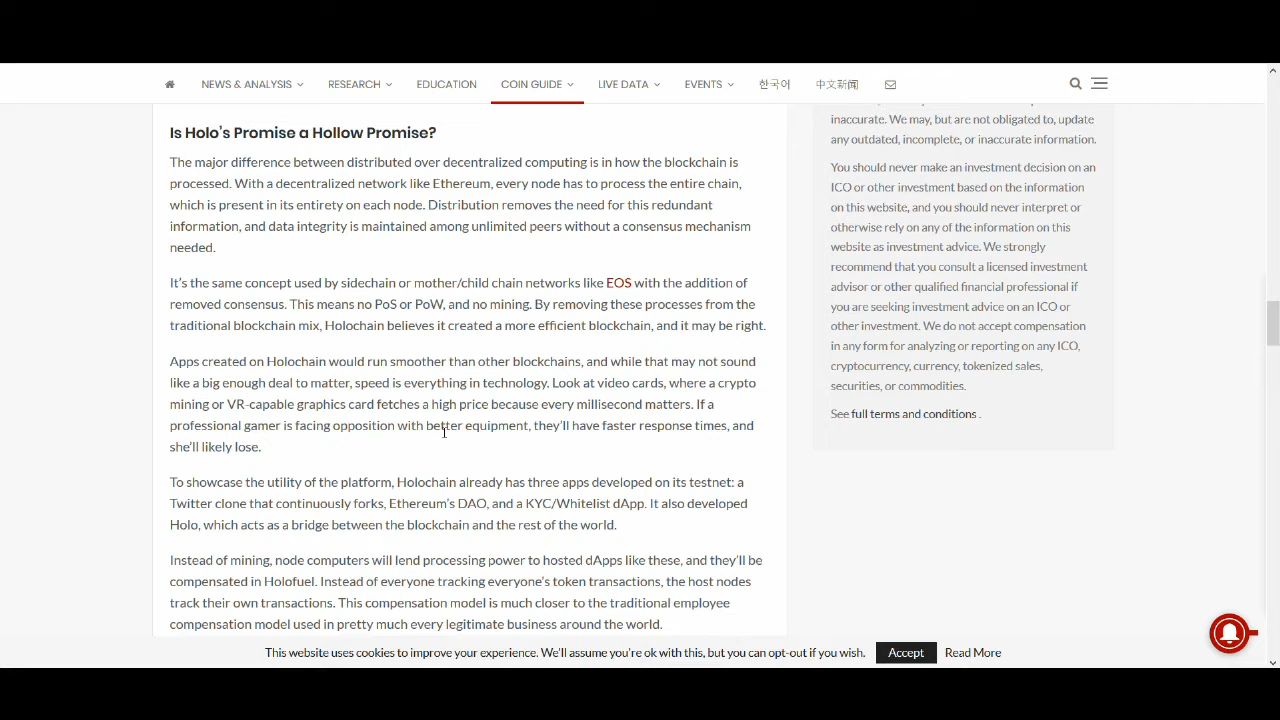 NEWS & ANALYSIS RESEARCH EDUCATION COIN GUIDE LIVE DATA EVENTS 한국어 中文新闻
Is Holo's Promise a Hollow Promise?
The major difference between distributed over decentralized computing is in how the blockchain is
processed. With a decentralized network like Ethereum, every node has to process the entire chain,
which is present in its entirety on each node. Distribution removes the need for this redundant
information, and data integrity is maintained among unlimited peers without a consensus mechanism
needed.
It's the same concept used by sidechain or mother/child chain networks like EOS with the addition of
removed consensus. This means no PoS or PoW, and no mining. By removing these processes from the
traditional blockchain mix, Holochain believes it created a more efficient blockchain, and it may be right.
Apps created on Holochain would run smoother than other blockchains, and while that may not sound
like a big enough deal to matter, speed is everything in technology. Look at video cards, where a crypto
mining or VR-capable graphics card fetches a high price because every millisecond matters. If a
professional gamer is facing opposition with better equipment, they'll have faster response times, and
she'll likely lose.
To showcase the utility of the platform, Holochain already has three apps developed on its testnet: a
Twitter clone that continuously forks, Ethereum's DAO, and a KYC/Whitelist dApp. It also developed
Holo, which acts as a bridge between the blockchain and the rest of the world.
Instead of mining, node computers will lend processing power to hosted dApps like these, and they'll be
compensated in Holofuel. Instead of everyone tracking everyone's token transactions, the host nodes
track their own transactions. This compensation model is much closer to the traditional employee
compensation model used in pretty much every legitimate business around the world.
inaccurate. We may, but are not obligated to, update
any outdated, incomplete, or inaccurate information.
You should never make an investment decision on an
ICO or other investment based on the information
on this website, and you should never interpret or
otherwise rely on any of the information on this
website as investment advice. We strongly
recommend that you consult a licensed investment
advisor or other qualified financial professional if
you are seeking investment advice on an ICO or
other investment. We do not accept compensation
in any form for analyzing or reporting on any ICO,
cryptocurrency, currency, tokenized sales,
securities, or commodities.
See full terms and conditions .
This website uses cookies to improve your experience. We'll assume you're ok with this, but you can opt-out if you wish. Accept Read More